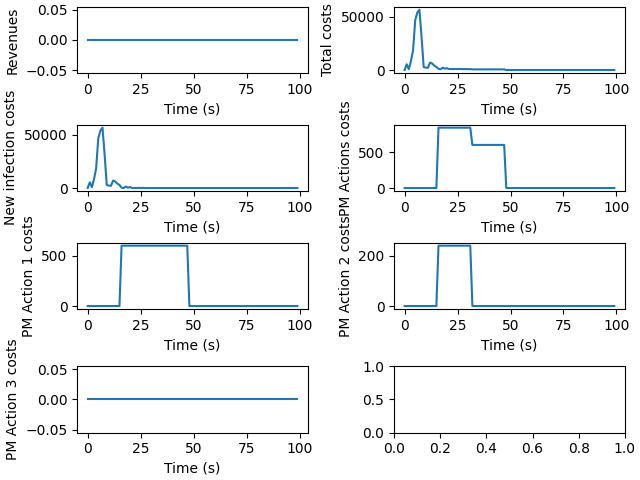 Revenues
0.05
0.00
−0.05
0 25 50 75 100
Time (s)
Total costs
50000
0
0 25 50 75 100
Time (s)
New infection costs
50000
0
0 25 50 75 100
Time (s)
PM Actions costs
500
0
0 25 50 75 100
Time (s)
PM Action 1 costs
500
0
0 25 50 75 100
Time (s)
PM Action 2 costs
200
0
0 25 50 75 100
Time (s)
PM Action 3 costs
0.05
0.00
−0.05
0 25 50 75 100
Time (s)
1.0
0.5
0.0
0.0 0.2 0.4 0.6 0.8 1.0